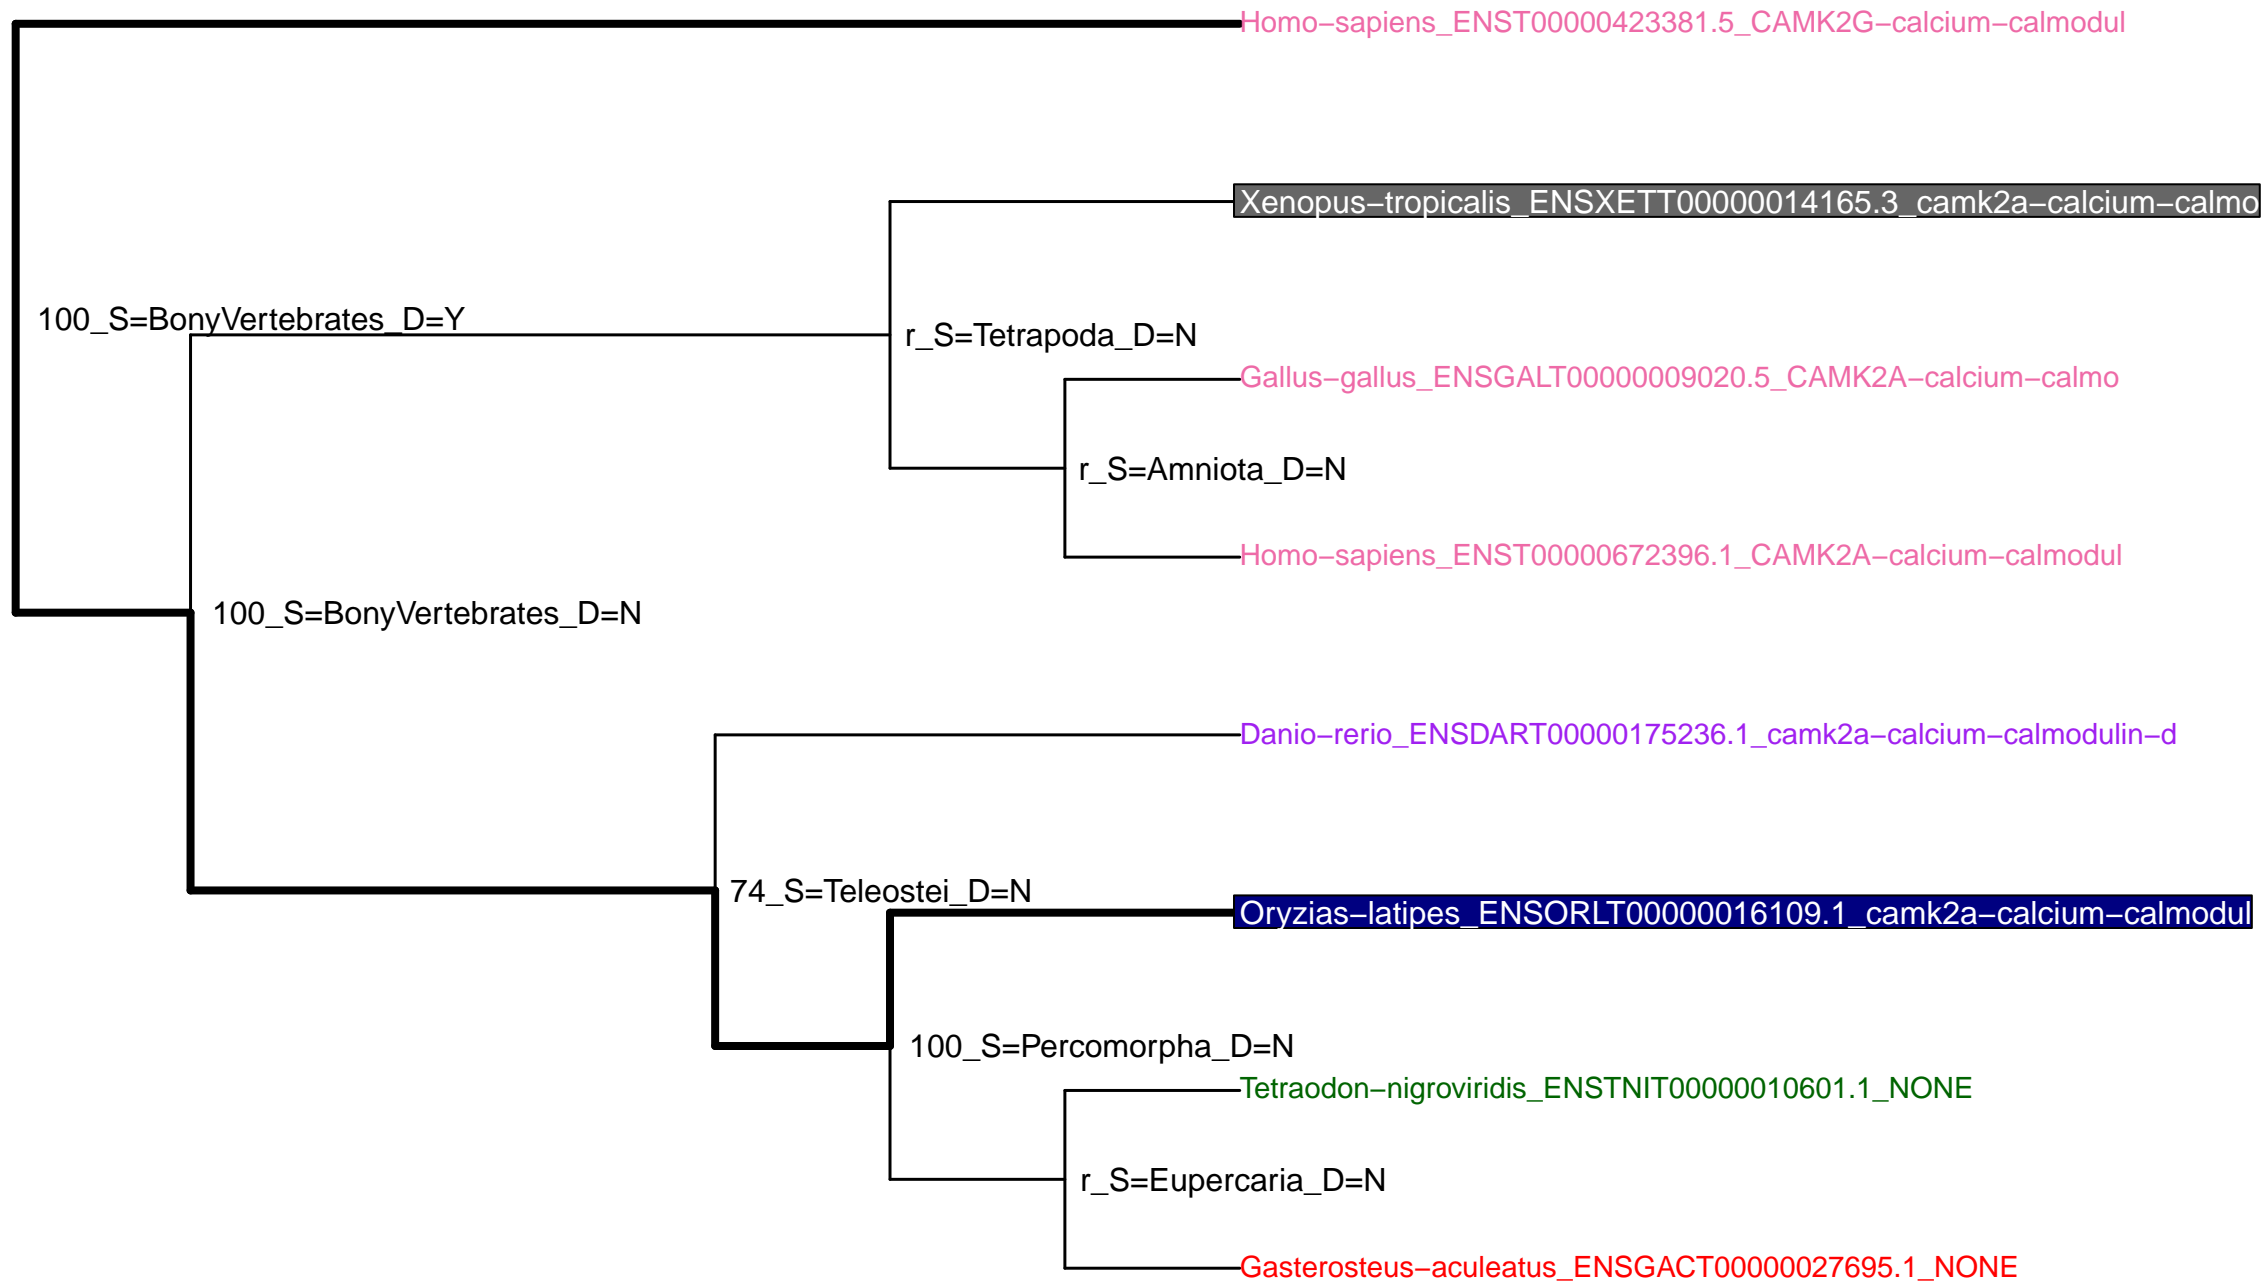 Homo−sapiens_ENST00000423381.5_CAMK2G−calcium−calmodul
Xenopus−tropicalis_ENSXETT00000014165.3_camk2a−calcium−calmo
100_S=BonyVertebrates_D=Y
r_S=Tetrapoda_D=N
Gallus−gallus_ENSGALT00000009020.5_CAMK2A−calcium−calmo
r_S=Amniota_D=N
Homo−sapiens_ENST00000672396.1_CAMK2A−calcium−calmodul
100_S=BonyVertebrates_D=N
Danio−rerio_ENSDART00000175236.1_camk2a−calcium−calmodulin−d
74_S=Teleostei_D=N
Oryzias−latipes_ENSORLT00000016109.1_camk2a−calcium−calmodul
100_S=Percomorpha_D=N
Tetraodon−nigroviridis_ENSTNIT00000010601.1_NONE
r_S=Eupercaria_D=N
Gasterosteus−aculeatus_ENSGACT00000027695.1_NONE